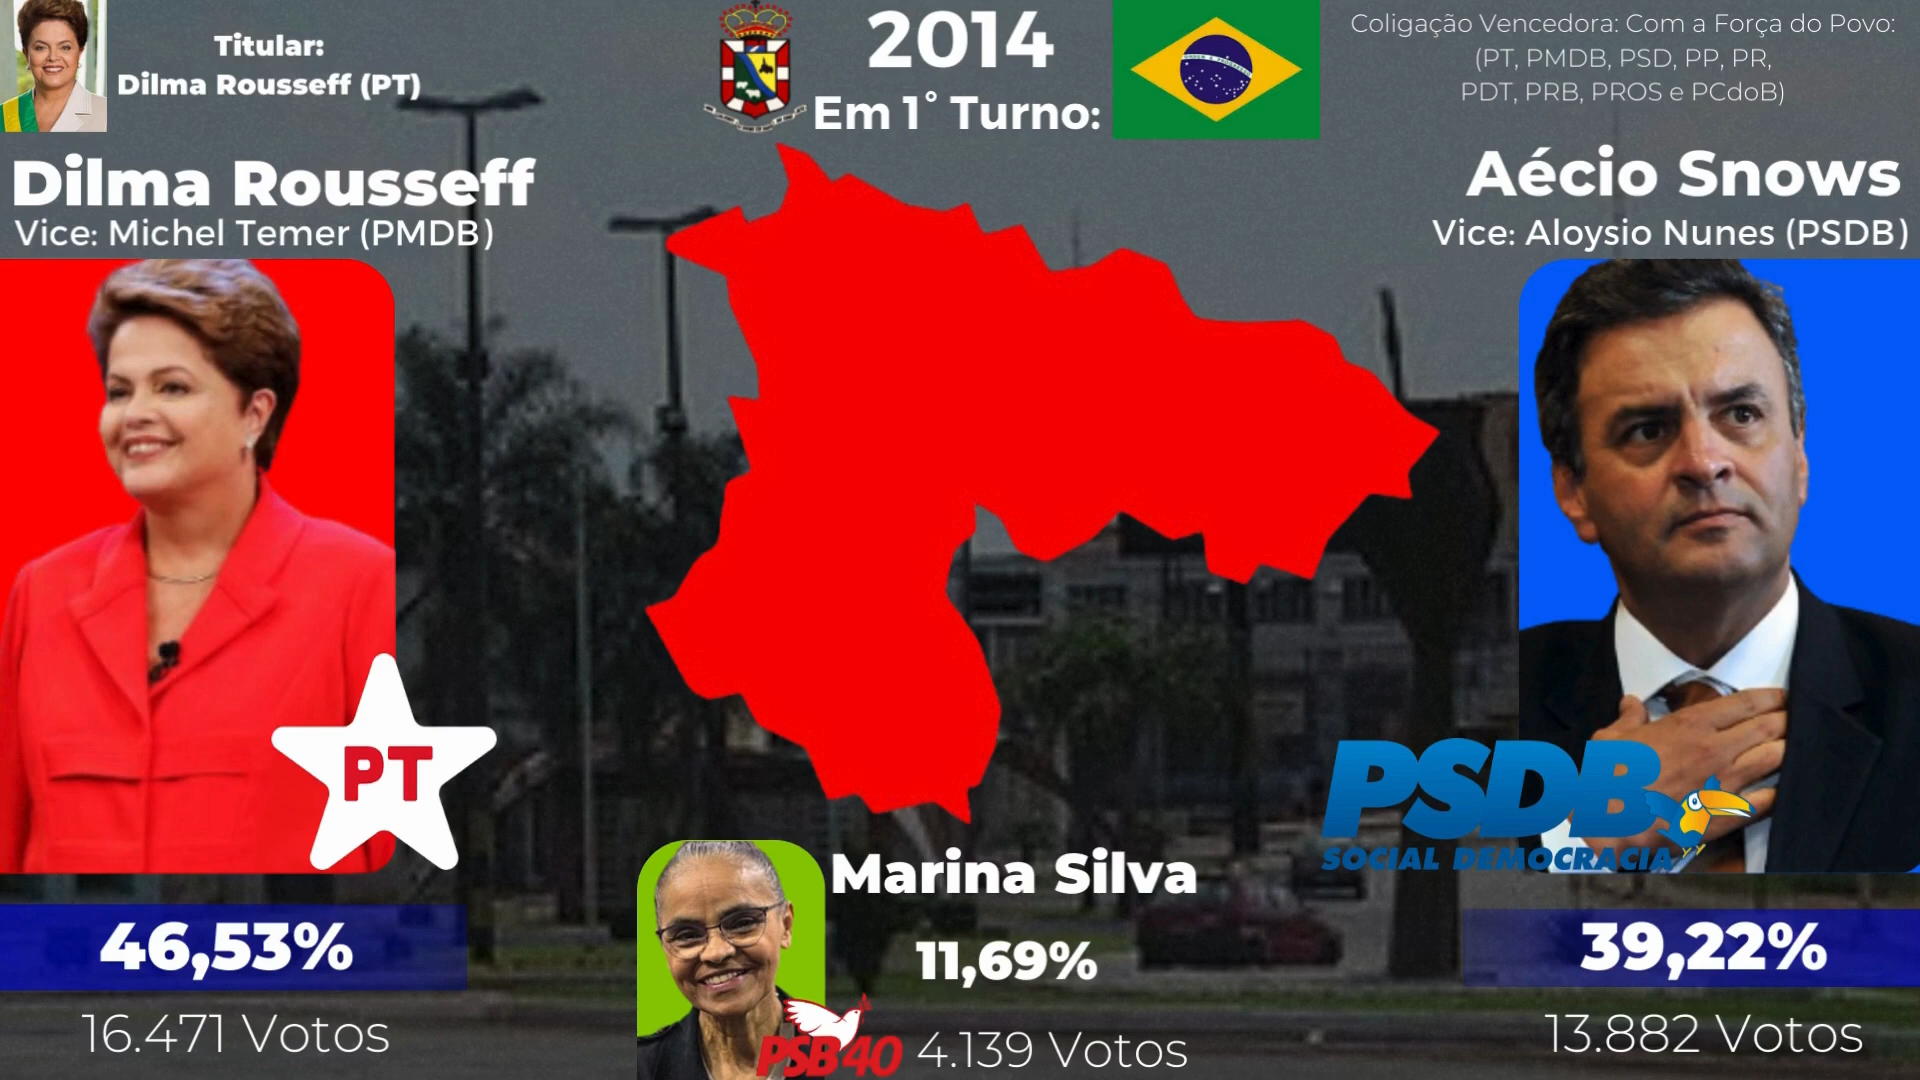 Titular:
Dilma Rousseff (PT)
2014
Em 1° Turno:
Coligação Vencedora: Com a Força do Povo:
(PT, PMDB, PSD, PP, PR,
PDT, PRB, PROS e PCdoB)
Dilma Rousseff
Vice: Michel Temer (PMDB)
Aécio Snows
Vice: Aloysio Nunes (PSDB)
PT
PSDB
SOCIAL DEMOCRACIA
46,53%
16.471 Votos
Marina Silva
11,69%
PSB40
4.139 Votos
39,22%
13.882 Votos